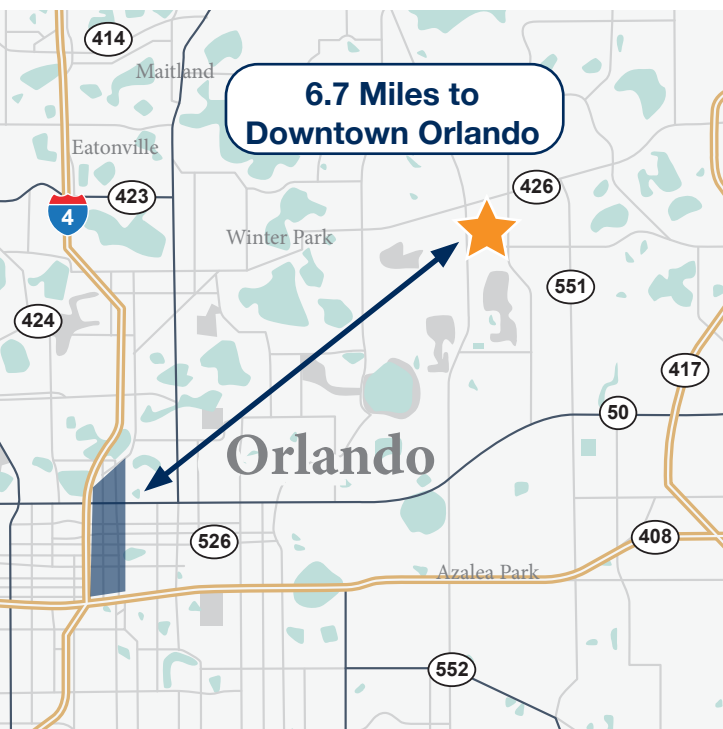 414
Maitland
6.7 Miles to
Downtown Orlando
Eatonville
423
426
4
Winter Park
551
424
417
50
Orlando
526
408
Azalea Park
552